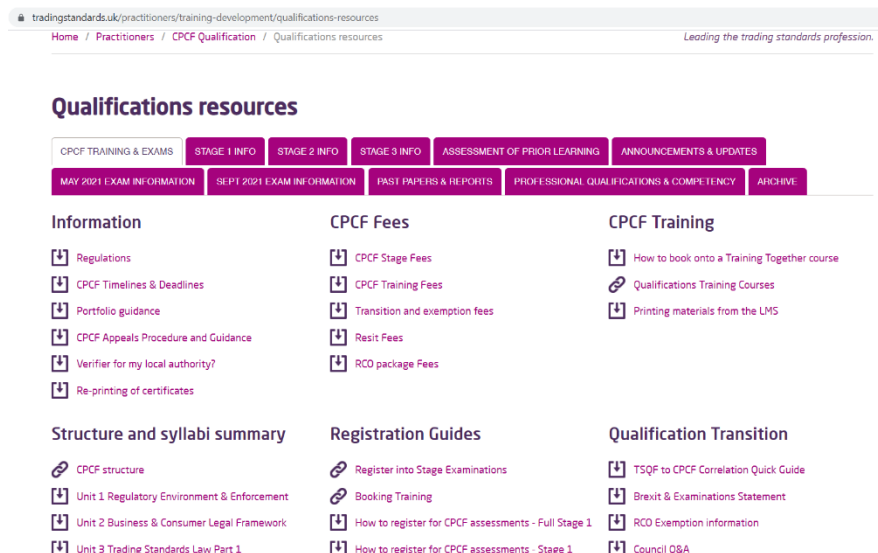 tradingstandards.uk/practitioners/training-development/qualifications-resources
Home / Practitioners / CPCF Qualification / Qualifications resources
Leading the trading standards profession.
Qualifications resources
CPCF TRAINING & EXAMS
STAGE 1 INFO
STAGE 2 INFO
STAGE 3 INFO
ASSESSMENT OF PRIOR LEARNING
ANNOUNCEMENTS & UPDATES
MAY 2021 EXAM INFORMATION
SEPT 2021 EXAM INFORMATION
PAST PAPERS & REPORTS
PROFESSIONAL QUALIFICATIONS & COMPETENCY
ARCHIVE
Information
Regulations
CPCF Timelines & Deadlines
Portfolio guidance
CPCF Appeals Procedure and Guidance
Verifier for my local authority?
Re-printing of certificates
CPCF Fees
CPCF Stage Fees
CPCF Training Fees
Transition and exemption fees
Resit Fees
RCO package Fees
CPCF Training
How to book onto a Training Together course
Qualifications Training Courses
Printing materials from the LMS
Structure and syllabi summary
CPCF structure
Unit 1 Regulatory Environment & Enforcement
Unit 2 Business & Consumer Legal Framework
Unit 3 Trading Standards Law Part 1
Registration Guides
Register into Stage Examinations
Booking Training
How to register for CPCF assessments - Full Stage 1
How to register for CPCF assessments - Stage 1
Qualification Transition
TSQF to CPCF Correlation Quick Guide
Brexit & Examinations Statement
RCO Exemption information
Council Q&A